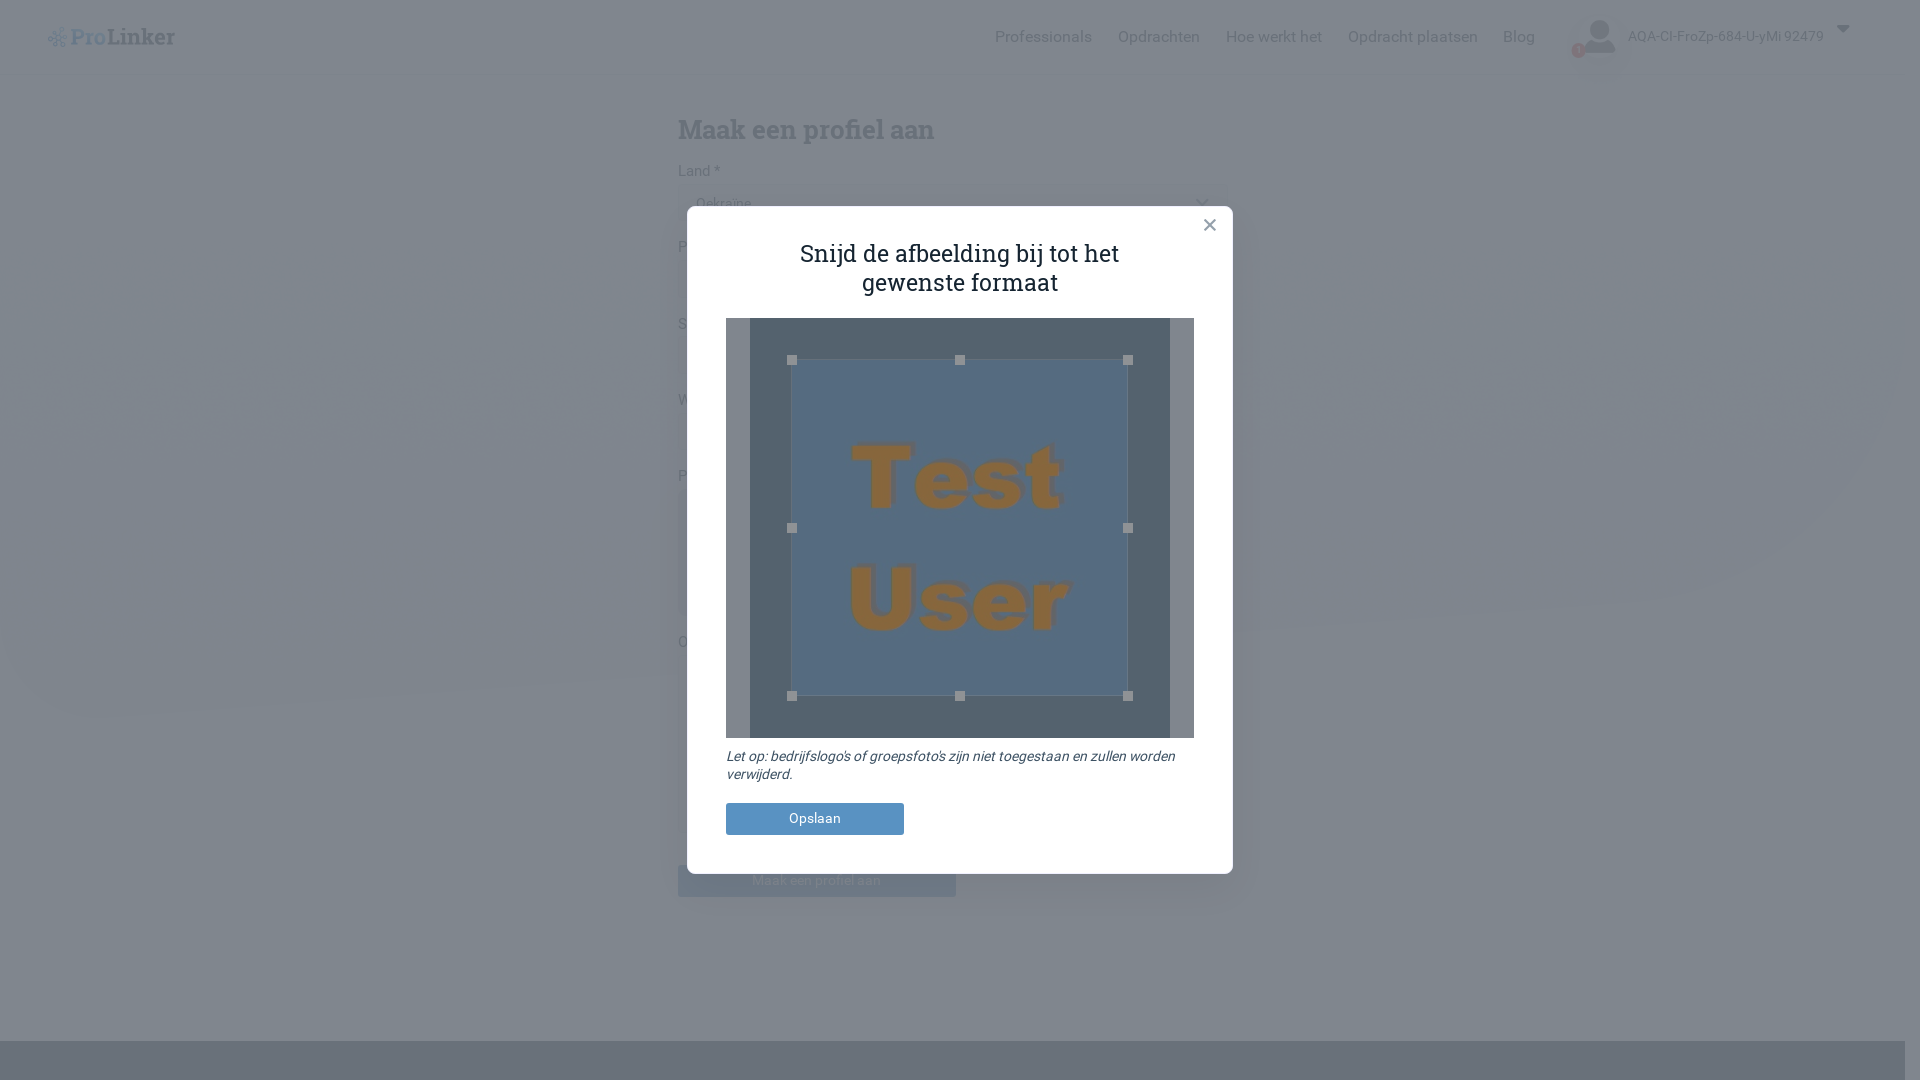 ProLinker
Professionals
Opdrachten
Hoe werkt het
Opdracht plaatsen
Blog
AQA-CI-FroZp-684-U-yMi 92479
Maak een profiel aan
Land *
Oekraïne
Snijd de afbeelding bij tot het
gewenste formaat
Test
User
Let op: bedrijfslogo's of groepsfoto's zijn niet toegestaan en zullen worden
verwijderd.
Opslaan
Maak een profiel aan